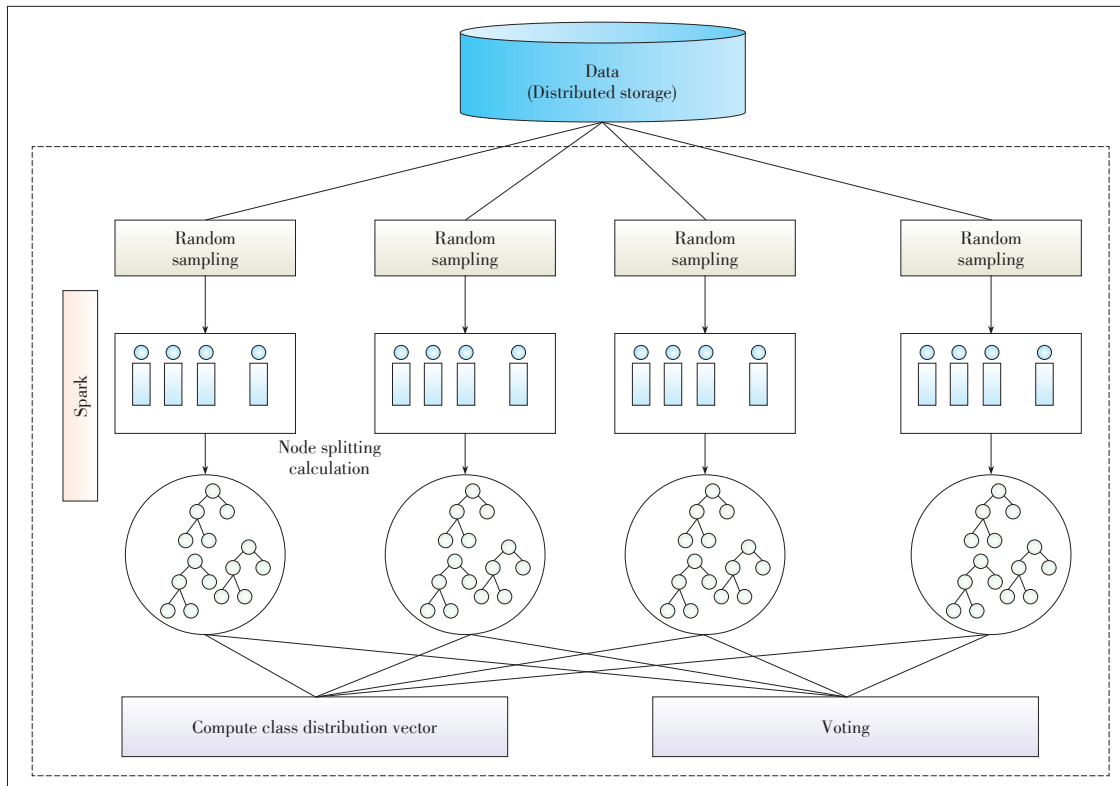 Data
(Distributed storage)
Random
sampling
Random
sampling
Random
sampling
Random
sampling
Spark
Node splitting
calculation
Compute class distribution vector
Voting